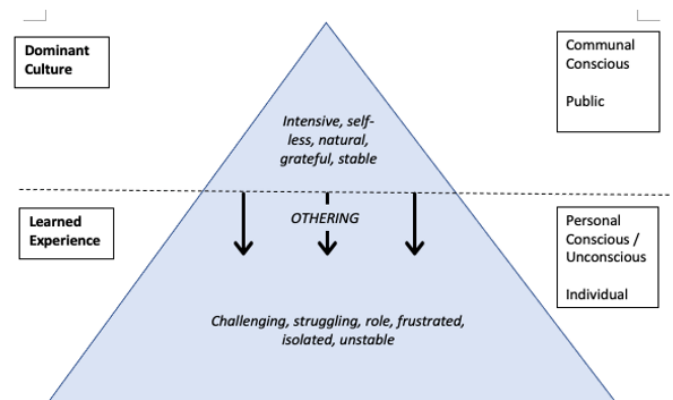 Dominant
Culture
Communal
Conscious
Public
Intensive, self-
less, natural,
grateful, stable
Learned
Experience
OTHERING
Personal
Conscious /
Unconscious
Individual
Challenging, struggling, role, frustrated,
isolated, unstable